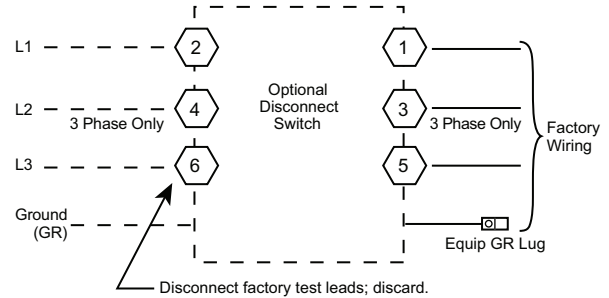 L1
2
1
L2
4
3 Phase Only
Optional
Disconnect
Switch
3
3 Phase Only
Factory
Wiring
L3
6
5
Ground
(GR)
Equip GR Lug
Disconnect factory test leads; discard.